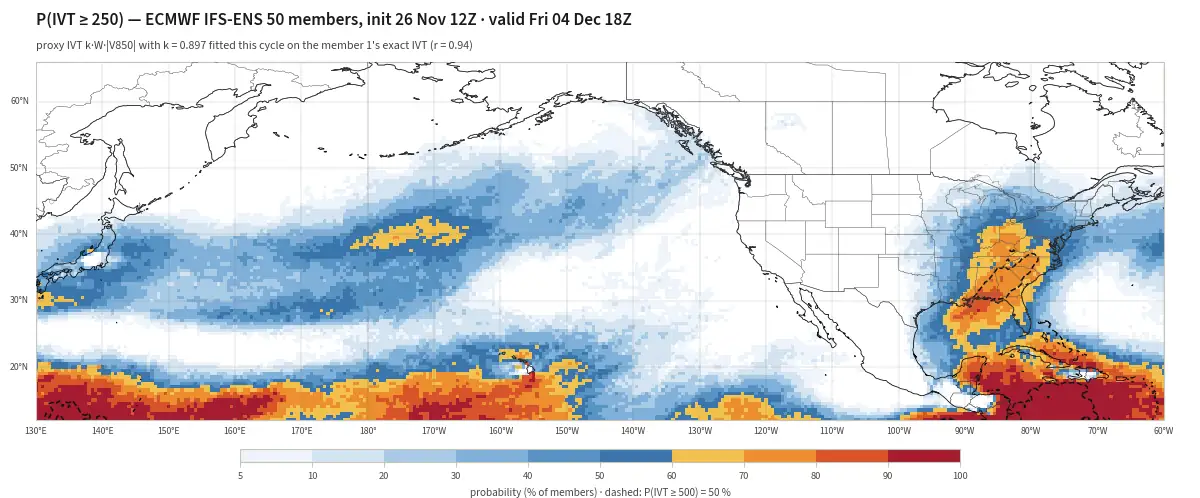 P(IVT ≥ 250) — ECMWF IFS-ENS 50 members, init 26 Nov 12Z · valid Fri 04 Dec 18Z
proxy IVT k·W·|V850| with k = 0.897 fitted this cycle on the member 1's exact IVT (r = 0.94)
60°N
50°N
40°N
30°N
20°N
130°E 140°E 150°E 160°E 170°E 180° 170°W 160°W 150°W 140°W 130°W 120°W 110°W 100°W 90°W 80°W 70°W 60°W
5 10 20 30 40 50 60 70 80 90 100
probability (% of members) · dashed: P(IVT ≥ 500) = 50 %